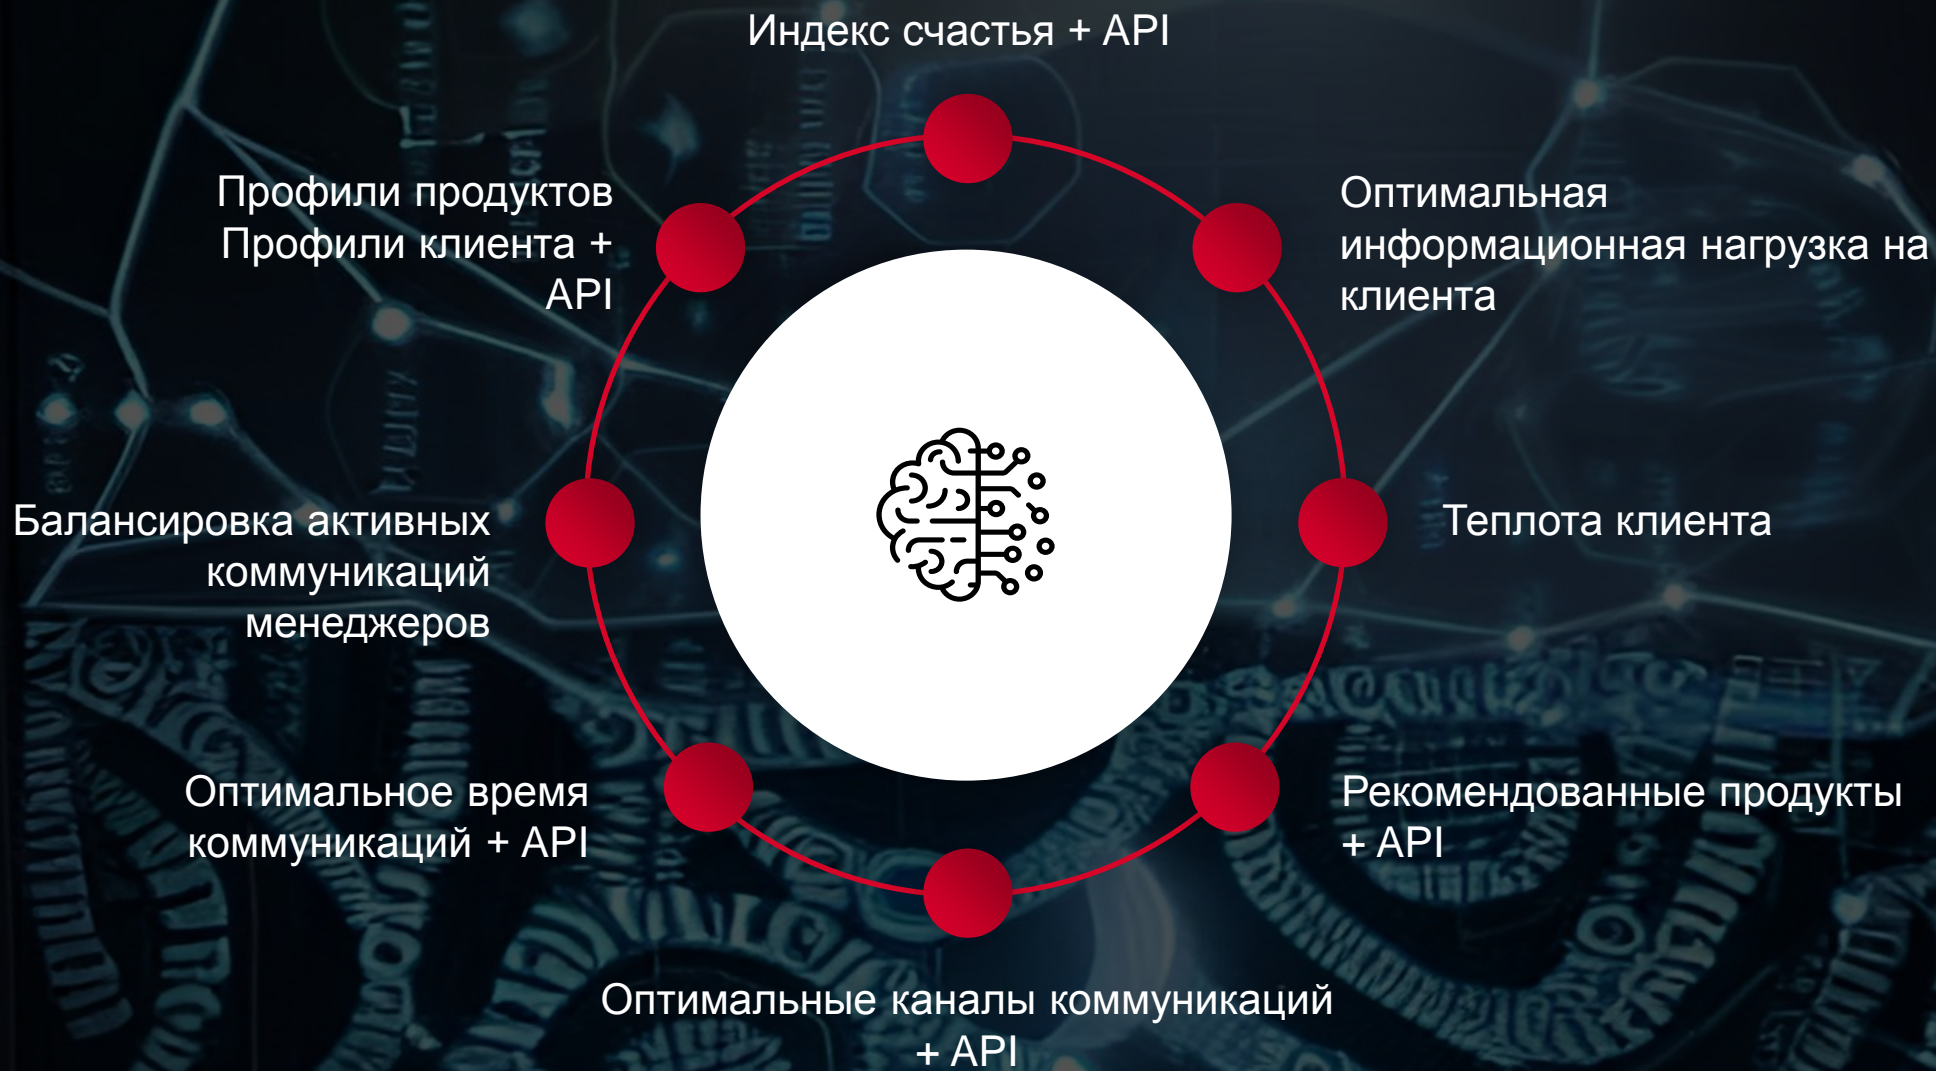 Индекс счастья + API
Профили продуктов
Профили клиента +
API
Оптимальная
информационная нагрузка на
клиента
Балансировка активных
коммуникаций
менеджеров
Теплота клиента
Оптимальное время
коммуникаций + API
Рекомендованные продукты
+ API
Оптимальные каналы коммуникаций
+ API